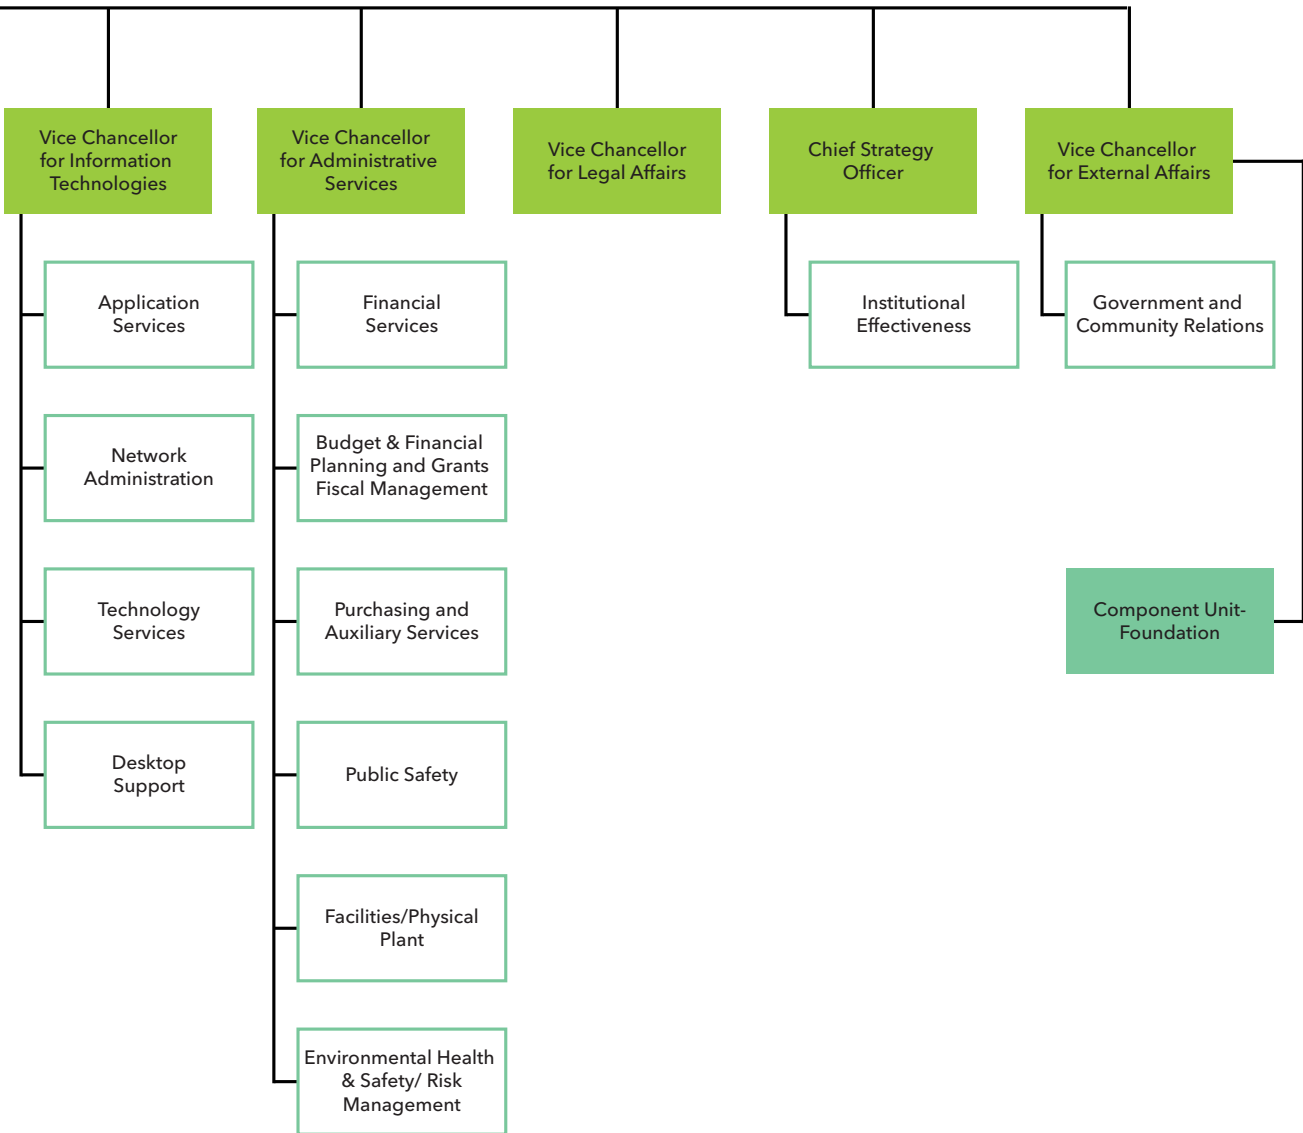 Vice Chancellor
for Information
Technologies
Vice Chancellor
for Administrative
Services
Vice Chancellor
for Legal Affairs
Chief Strategy
Officer
Vice Chancellor
for External Affairs
Application
Services
Financial
Services
Institutional
Effectiveness
Government and
Community Relations
Network
Administration
Budget & Financial
Planning and Grants
Fiscal Management
Technology
Services
Purchasing and
Auxiliary Services
Component Unit-
Foundation
Desktop
Support
Public Safety
Facilities/Physical
Plant
Environmental Health
& Safety/ Risk
Management